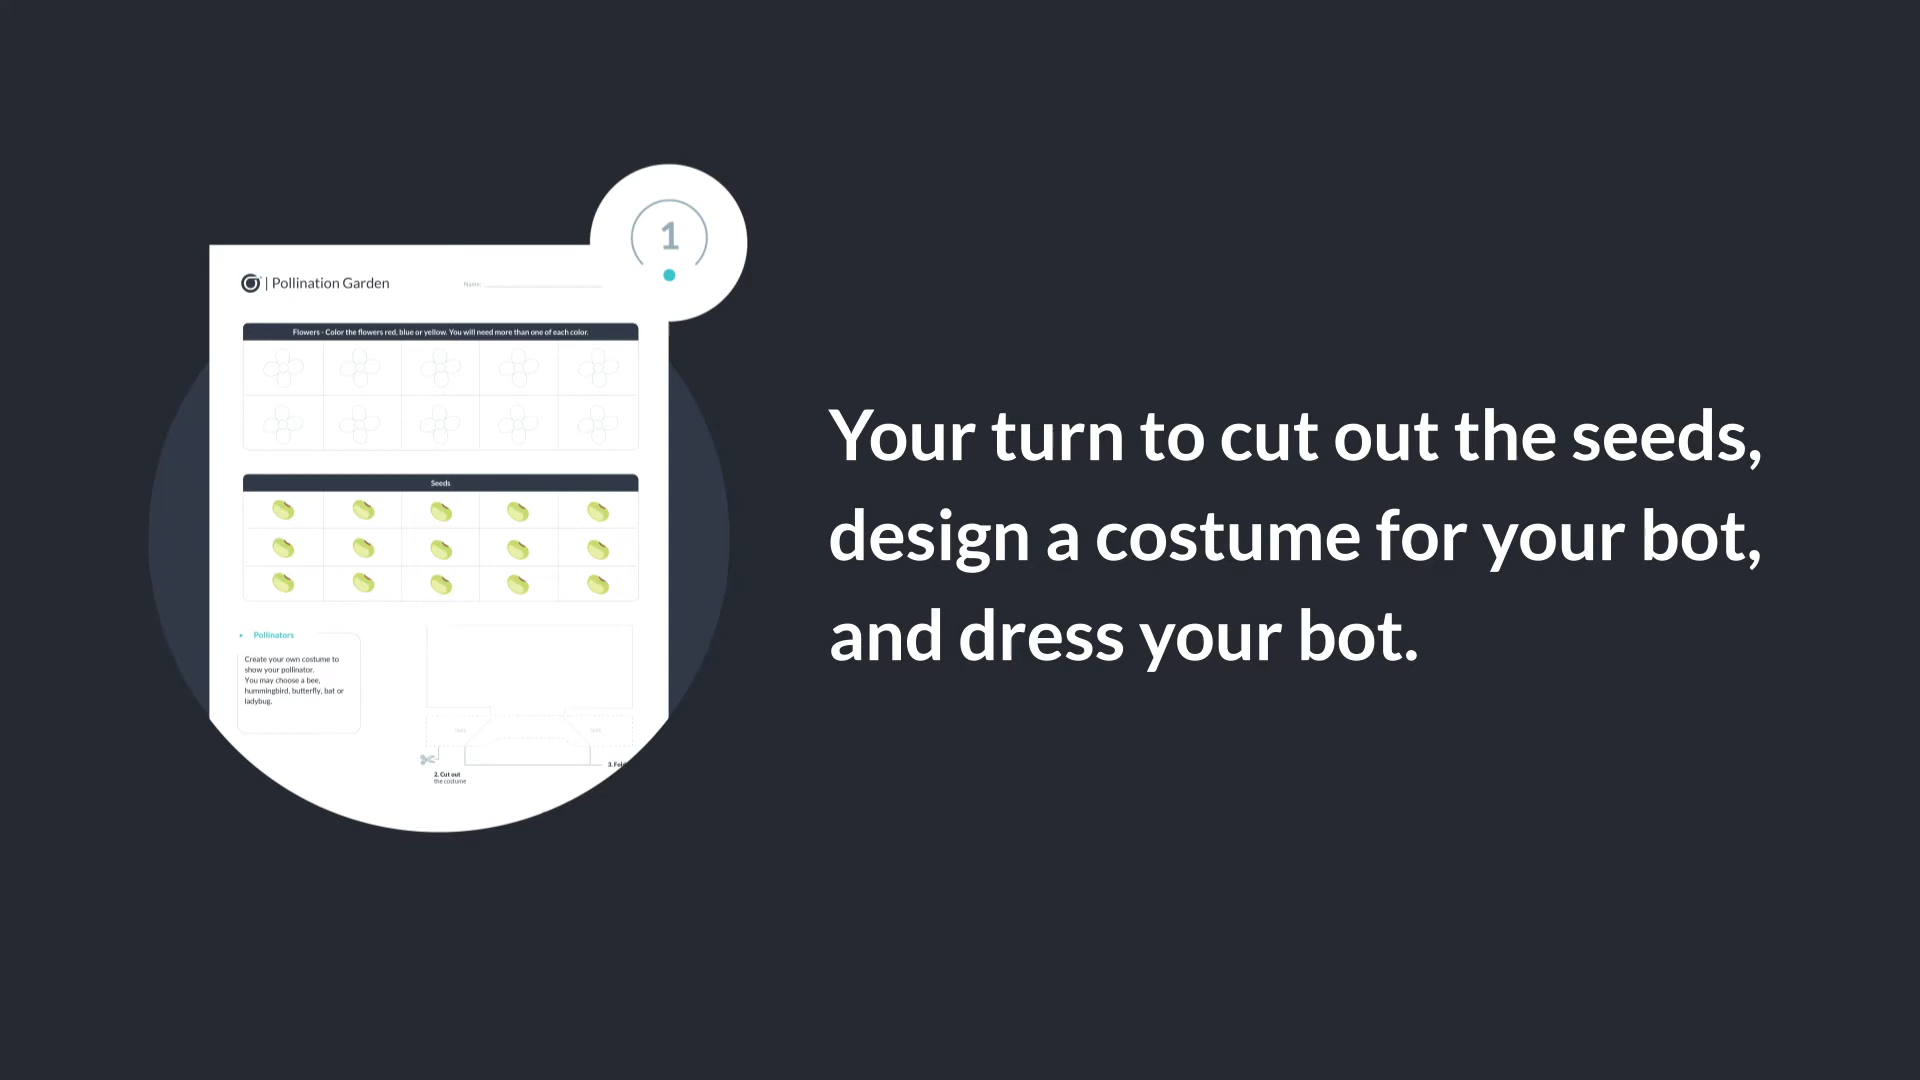 1
| Pollination Garden
Name:
Flowers - Color the flowers red, blue or yellow. You will need more than one of each color.
Seeds
Pollinators
Create your own costume to
show your pollinator.
You may choose a bee,
hummingbird, butterfly, bat or
ladybug.
2. Cut out
the costume
3. Fold
Your turn to cut out the seeds,
design a costume for your bot,
and dress your bot.